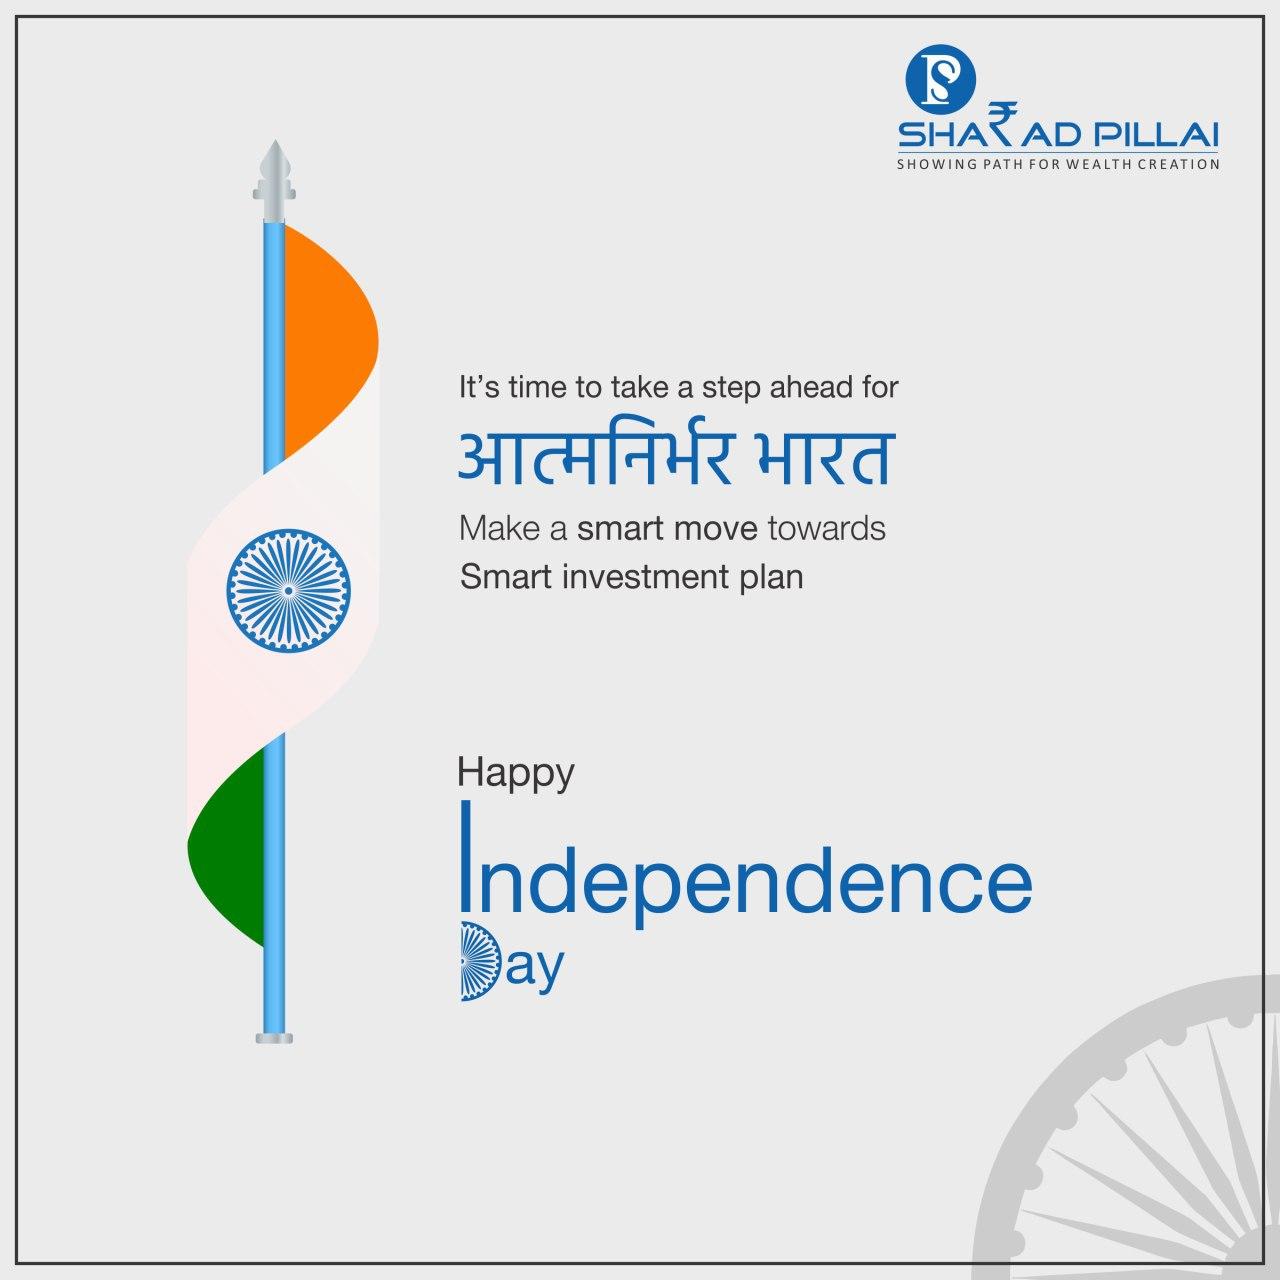 SHA₹AD PILLAI
SHOWING PATH FOR WEALTH CREATION
It’s time to take a step ahead for
आत्मनिर्भर भारत
Make a smart move towards
Smart investment plan
Happy
Independence
Day